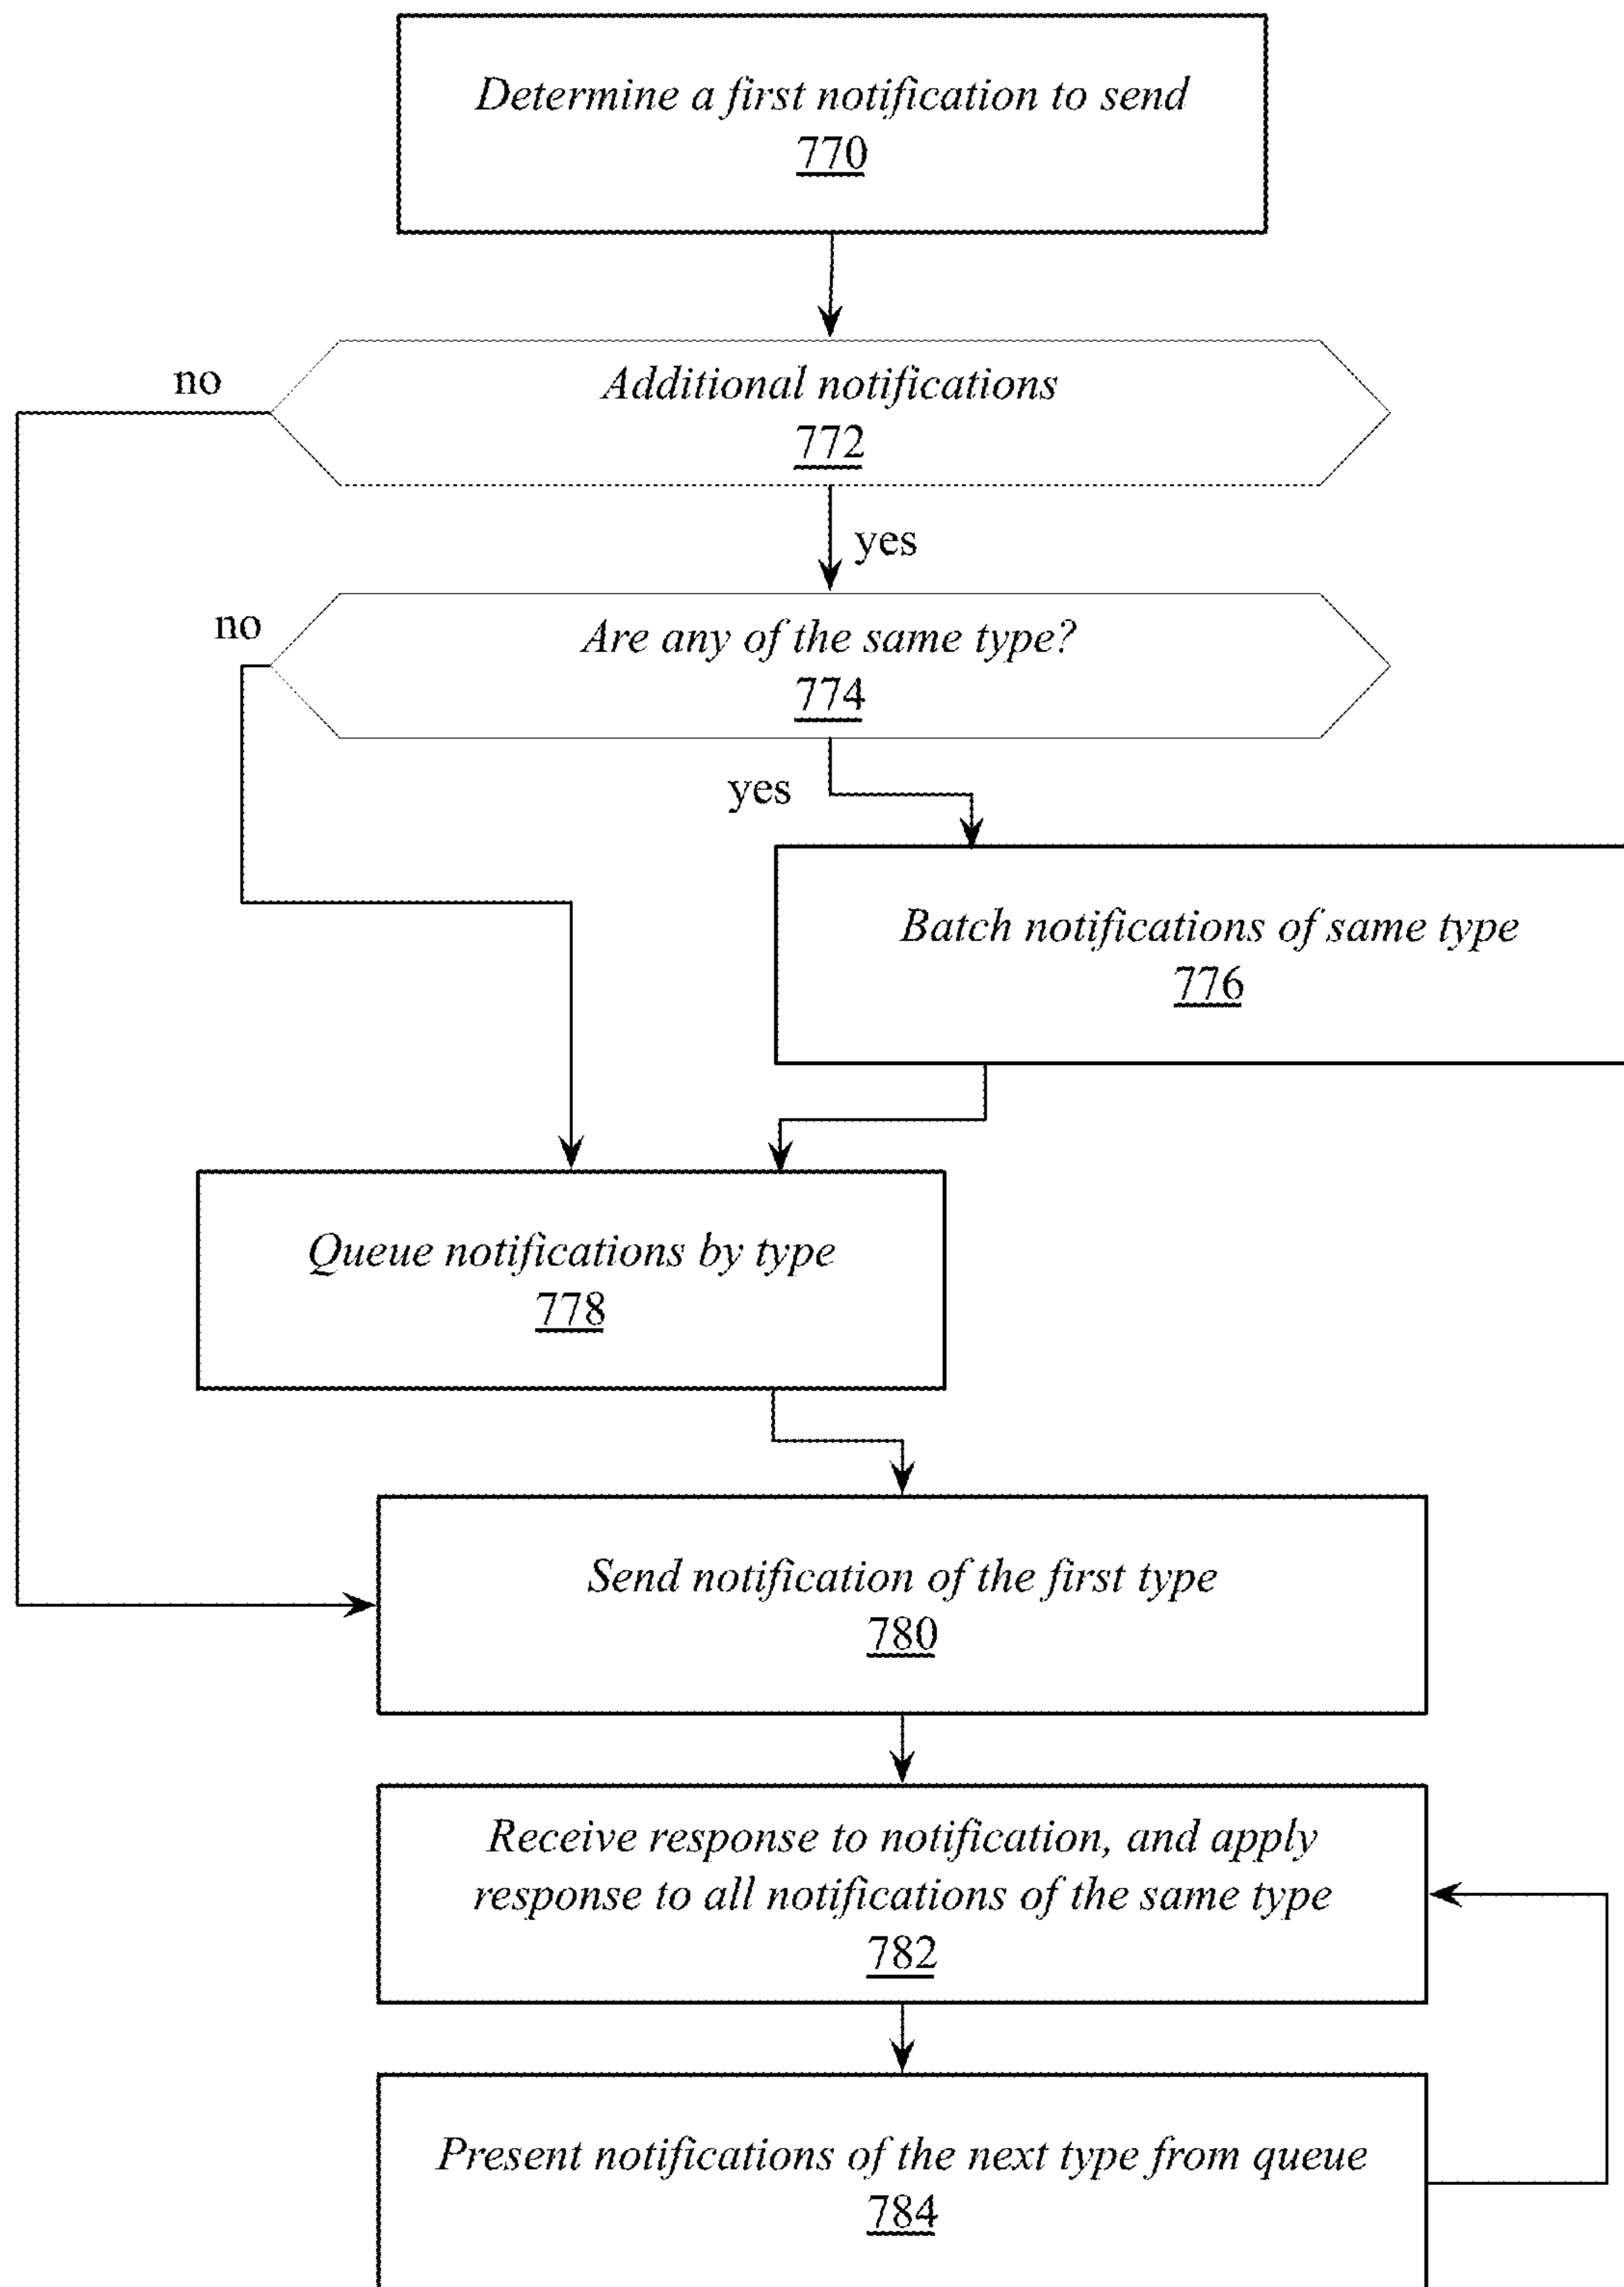 Determine a first notification to send
770
no
Additional notifications
772
yes
no
Are any of the same type?
774
yes
Batch notifications of same type
776
Queue notifications by type
778
Send notification of the first type
780
Receive response to notification, and apply
response to all notifications of the same type
782
Present notifications of the next type from queue
784